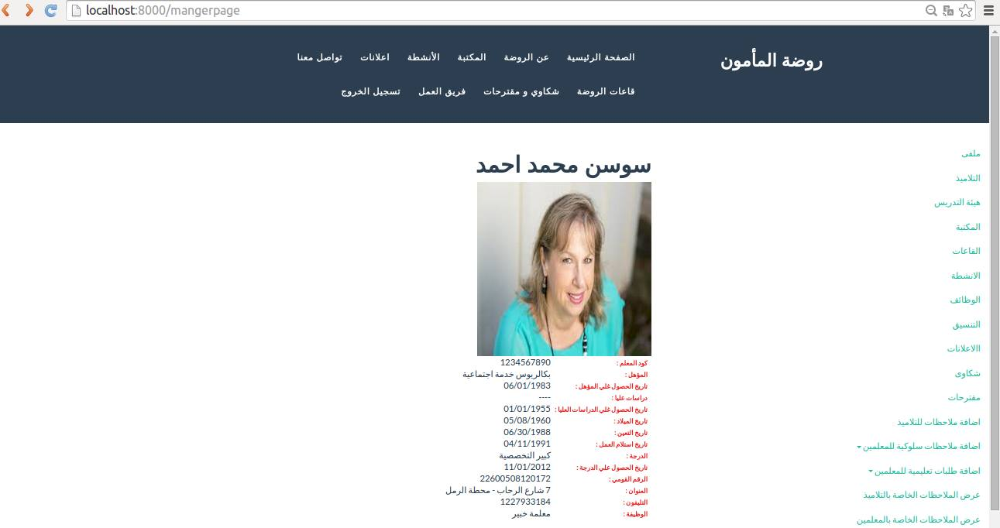 localhost:8000/mangerpage
روضة المأمون
الصفحة الرئيسية عن الروضة المكتبة الأنشطة اعلانات تواصل معنا
قاعات الروضة شكاوي و مقترحات فريق العمل تسجيل الخروج
ملفى
التلاميذ
هيئة التدريس
المكتبة
القاعات
الانشطة
الوظائف
التنسيق
االاعلانات
شكاوى
مقترحات
اضافة ملاحظات للتلاميذ
اضافة ملاحظات سلوكية للمعلمين
اضافة طلبات تعليمية للمعلمين
عرض الملاحظات الخاصة بالتلاميذ
عرض الملاحظات الخاصة بالمعلمين
سوسن محمد احمد
كود المعلم : 1234567890
المؤهل : بكالريوس خدمة اجتماعية
تاريخ الحصول غلي المؤهل : 06/01/1983
دراسات عليا : ----
تاريخ الحصول غلي الدراسات العليا : 01/01/1955
تاريخ الميلاد : 05/08/1960
تاريخ التعين : 06/30/1988
تاريخ استلام العمل : 04/11/1991
الدرجة : كبير التخصصية
تاريخ الحصول علي الدرجة : 11/01/2012
الرقم القومي : 22600508120172
العنوان : 7 شارع الرحاب - محطة الرمل
التليفون : 1227933184
الوظيفة : معلمة خبير